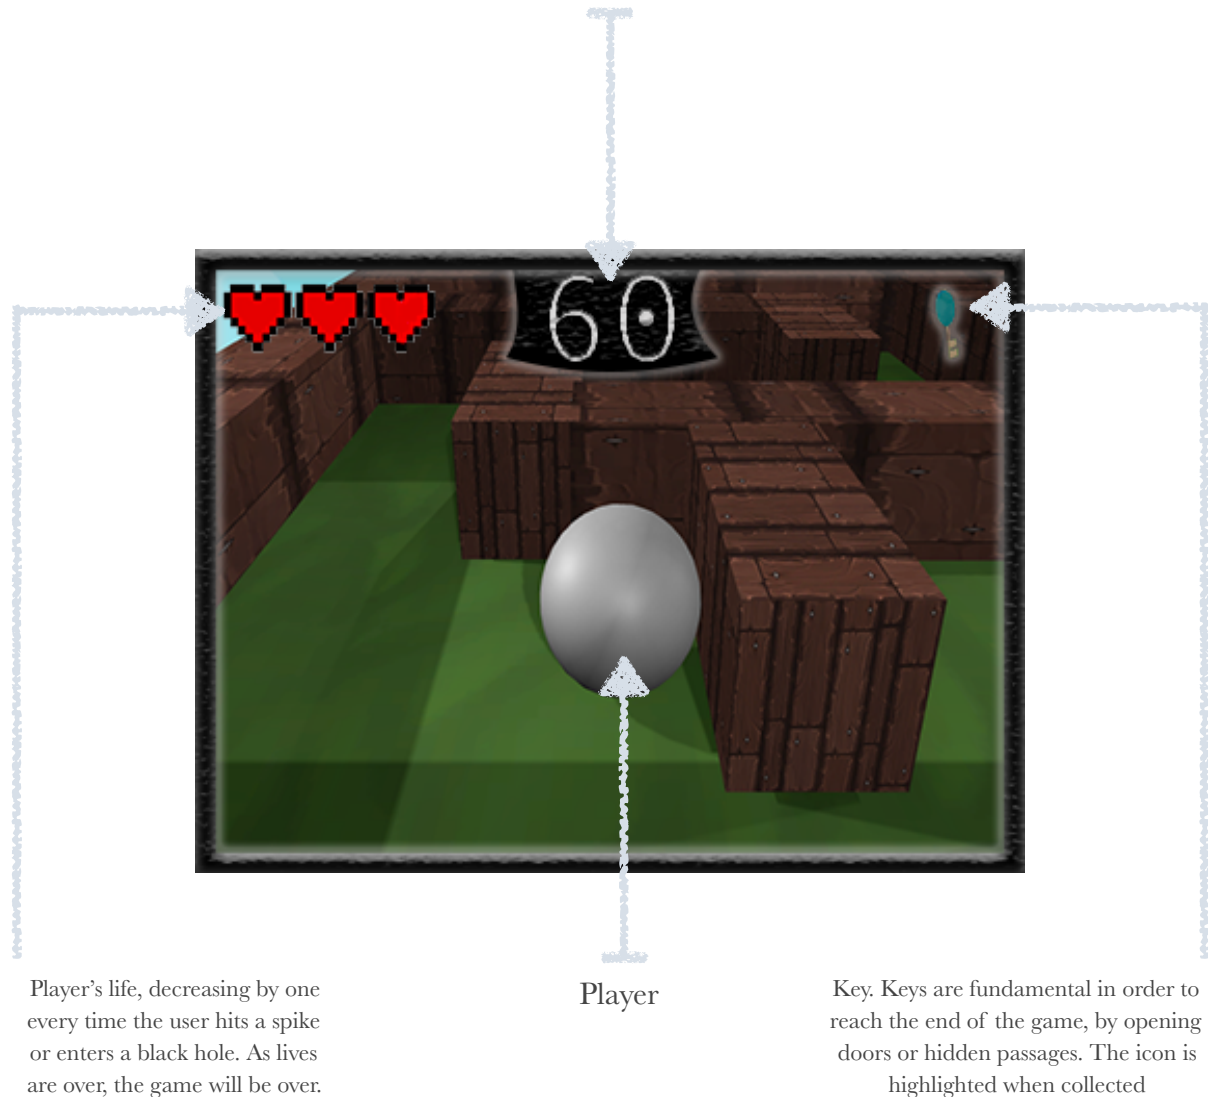 60
Player’s life, decreasing by one
every time the user hits a spike
or enters a black hole. As lives
are over, the game will be over.
Player
Key. Keys are fundamental in order to
reach the end of the game, by opening
doors or hidden passages. The icon is
highlighted when collected